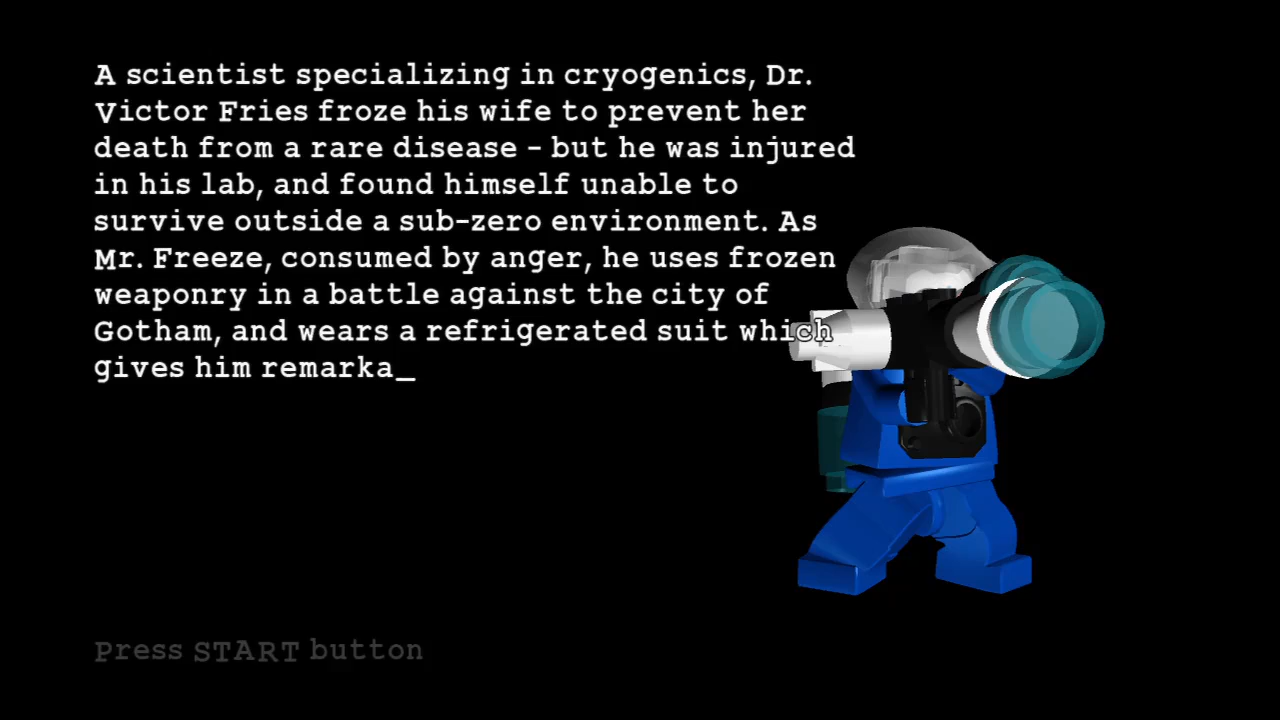 A scientist specializing in cryogenics, Dr.
Victor Fries froze his wife to prevent her
death from a rare disease - but he was injured
in his lab, and found himself unable to
survive outside a sub-zero environment. As
Mr. Freeze, consumed by anger, he uses frozen
weaponry in a battle against the city of
Gotham, and wears a refrigerated suit which
gives him remarka_
Press START button